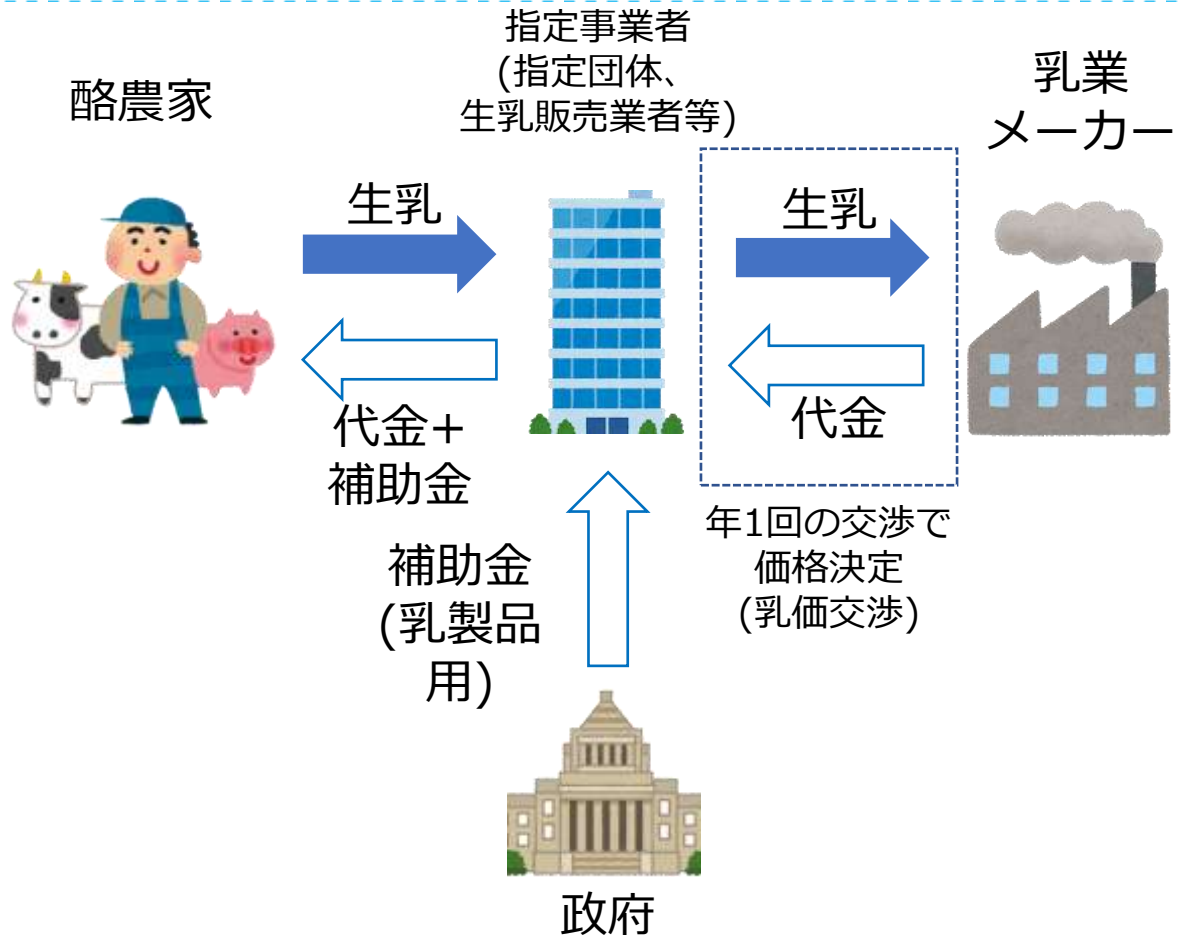 指定事業者
(指定団体、
生乳販売業者等)
酪農家
乳業
メーカー
生乳
生乳
代金+
補助金
代金
補助金
(乳製品
用)
年1回の交渉で
価格決定
(乳価交渉)
政府